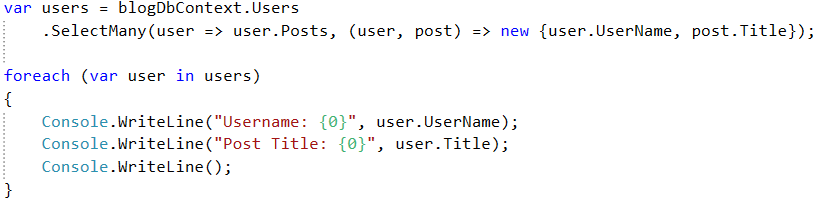 var users = blogDbContext.Users
.SelectMany(user => user.Posts, (user, post) => new {user.UserName, post.Title});
foreach (var user in users)
{
Console.WriteLine("Username: {0}", user.UserName);
Console.WriteLine("Post Title: {0}", user.Title);
Console.WriteLine();
}